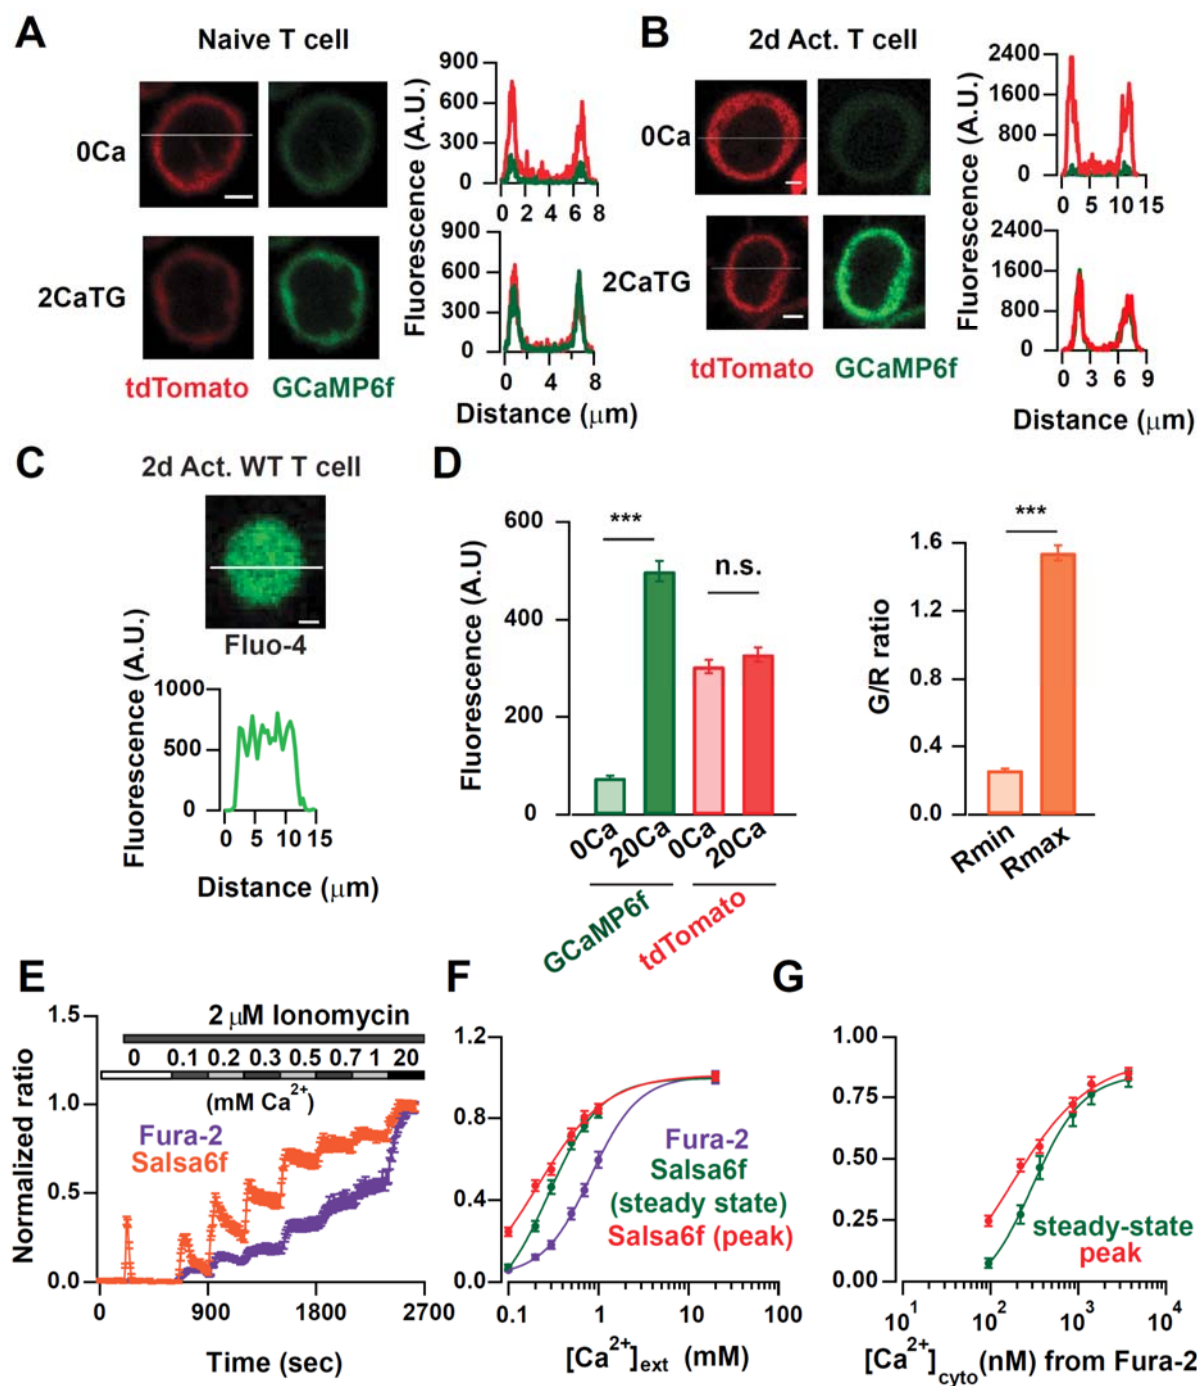 A
Naive T cell
0Ca
2CaTG
tdTomato GCaMP6f
Fluorescence (A.U.)
900
600
300
0
0 2 4 6 8
900
600
300
0
0 2 4 6 8
Distance (μm)
B
2d Act. T cell
0Ca
2CaTG
tdTomato GCaMP6f
Fluorescence (A.U.)
2400
1600
800
0
0 5 10 15
2400
1600
800
0
0 3 6 9
Distance (μm)
C
2d Act. WT T cell
Fluo-4
Fluorescence (A.U.)
1000
500
0
0 5 10 15
Distance (μm)
D
Fluorescence (A.U)
600
400
200
0
***
n.s.
0Ca 20Ca 0Ca 20Ca
GCaMP6f tdTomato
G/R ratio
1.6
1.2
0.8
0.4
0.0
***
Rmin Rmax
E
Normalized ratio
1.5
1.0
0.5
0.0
2 μM Ionomycin
0 0.1 0.2 0.3 0.5 0.7 1 20
(mM Ca²⁺)
Fura-2
Salsa6f
0 900 1800 2700
Time (sec)
F
1.2
0.8
0.4
0.0
Fura-2
Salsa6f
(steady state)
Salsa6f (peak)
0.1 1 10 100
[Ca²⁺]ext (mM)
G
1.00
0.75
0.50
0.25
0.00
steady-state
peak
10¹ 10² 10³ 10⁴
[Ca²⁺]cyto(nM) from Fura-2